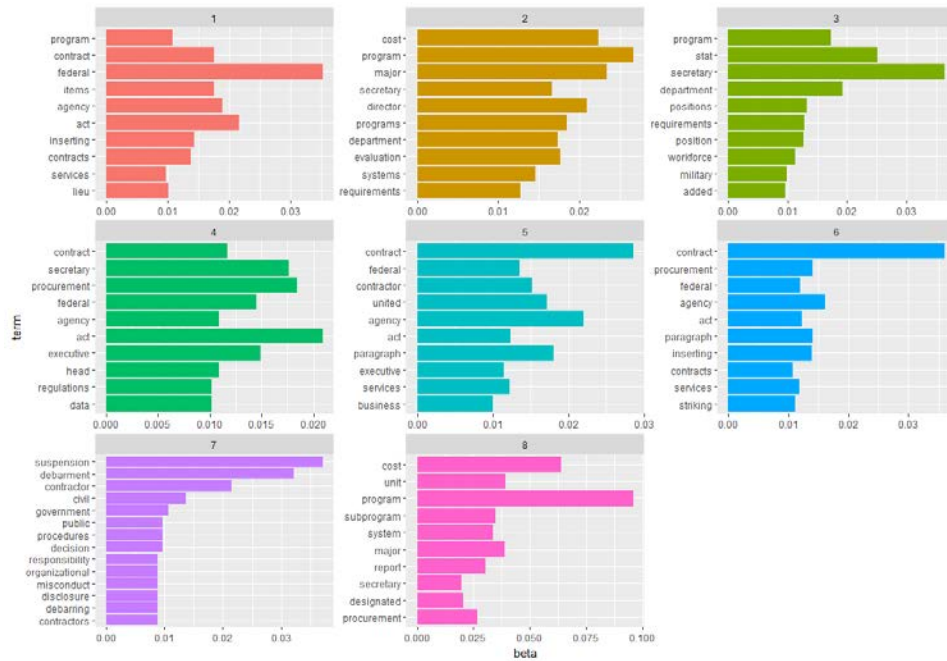 1
program
contract
federal
items
agency
act
inserting
contracts
services
lieu
0.00 0.01 0.02 0.03
2
cost
program
major
secretary
director
programs
department
evaluation
systems
requirements
0.00 0.01 0.02
3
program
stat
secretary
department
positions
requirements
position
workforce
military
added
0.00 0.01 0.02 0.03
term
4
contract
secretary
procurement
federal
agency
act
executive
head
regulations
data
0.000 0.005 0.010 0.015 0.020
5
contract
federal
contractor
united
agency
act
paragraph
executive
services
business
0.00 0.01 0.02 0.03
6
contract
procurement
federal
agency
act
paragraph
inserting
contracts
services
striking
0.00 0.01 0.02 0.03
7
suspension
debarment
contractor
civil
government
public
procedures
decision
responsibility
organizational
misconduct
disclosure
debarring
contractors
0.00 0.01 0.02 0.03
8
cost
unit
program
subprogram
system
major
report
secretary
designated
procurement
0.000 0.025 0.050 0.075 0.100
beta